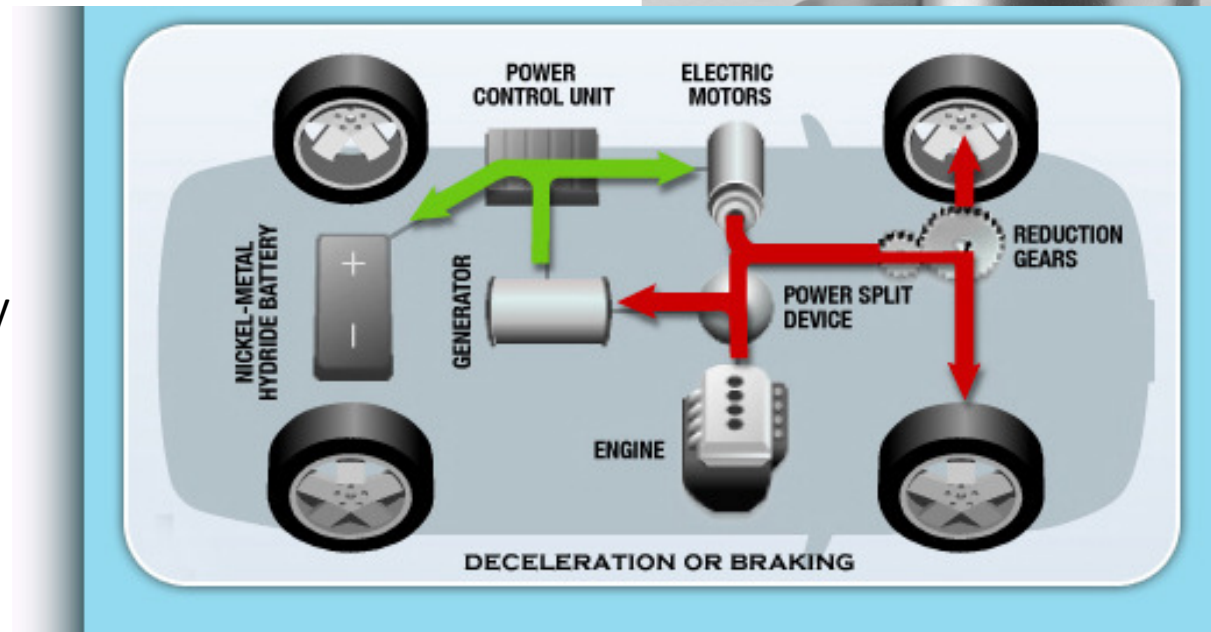 POWER
CONTROL UNIT
ELECTRIC
MOTORS
NICKEL-METAL
HYDRIDE BATTERY
+
−
GENERATOR
REDUCTION
GEARS
POWER SPLIT
DEVICE
ENGINE
DECELERATION OR BRAKING